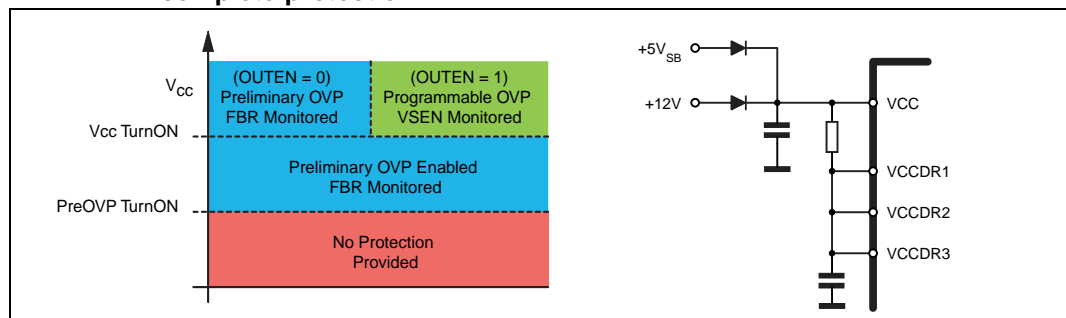 (OUTEN = 0)
Preliminary OVP
FBR Monitored
(OUTEN = 1)
Programmable OVP
VSEN Monitored
VCC
Vcc TurnON
Preliminary OVP Enabled
FBR Monitored
PreOVP TurnON
No Protection
Provided
+5VSB
+12V
VCC
VCCDR1
VCCDR2
VCCDR3